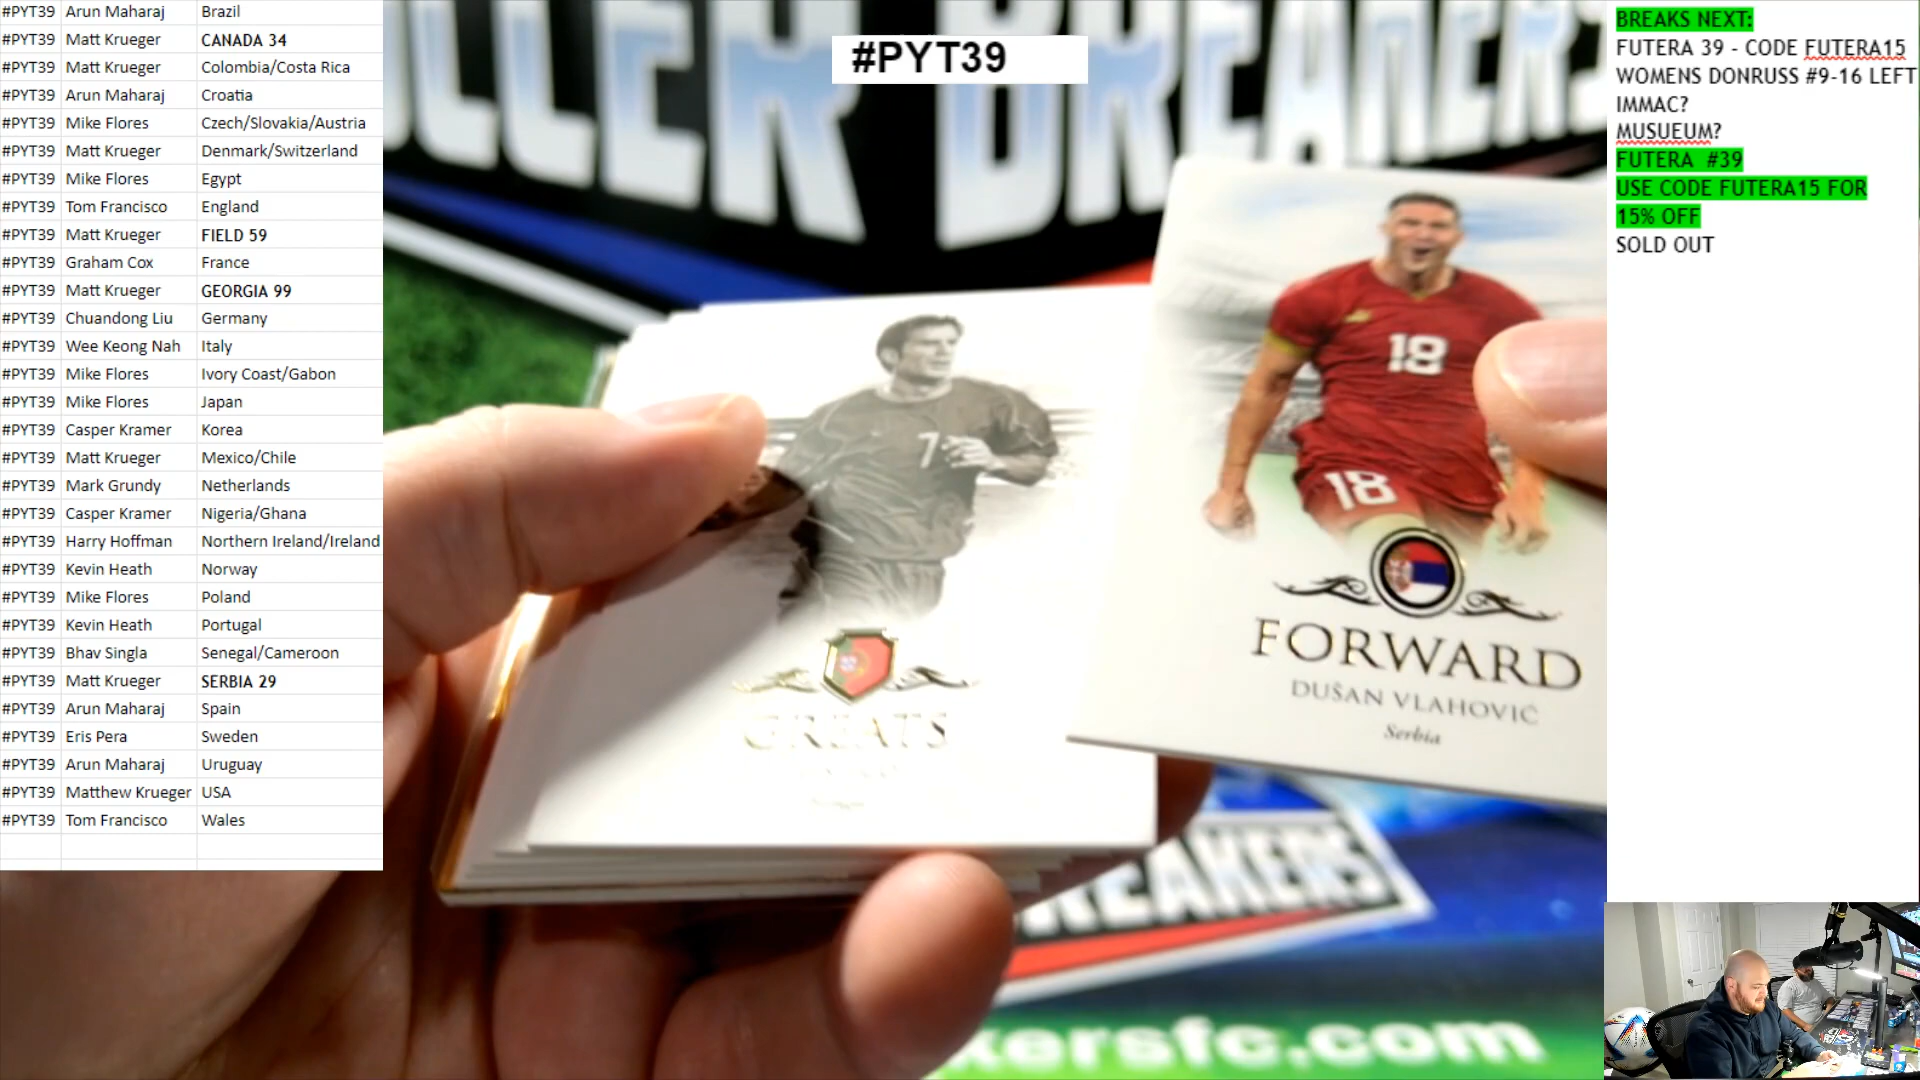 #PYT39 Arun Maharaj Brazil
#PYT39 Matt Krueger CANADA 34
#PYT39 Matt Krueger Colombia/Costa Rica
#PYT39 Arun Maharaj Croatia
#PYT39 Mike Flores Czech/Slovakia/Austria
#PYT39 Matt Krueger Denmark/Switzerland
#PYT39 Mike Flores Egypt
#PYT39 Tom Francisco England
#PYT39 Matt Krueger FIELD 59
#PYT39 Graham Cox France
#PYT39 Matt Krueger GEORGIA 99
#PYT39 Chuandong Liu Germany
#PYT39 Wee Keong Nah Italy
#PYT39 Mike Flores Ivory Coast/Gabon
#PYT39 Mike Flores Japan
#PYT39 Casper Kramer Korea
#PYT39 Matt Krueger Mexico/Chile
#PYT39 Mark Grundy Netherlands
#PYT39 Casper Kramer Nigeria/Ghana
#PYT39 Harry Hoffman Northern Ireland/Ireland
#PYT39 Kevin Heath Norway
#PYT39 Mike Flores Poland
#PYT39 Kevin Heath Portugal
#PYT39 Bhav Singla Senegal/Cameroon
#PYT39 Matt Krueger SERBIA 29
#PYT39 Arun Maharaj Spain
#PYT39 Eris Pera Sweden
#PYT39 Arun Maharaj Uruguay
#PYT39 Matthew Krueger USA
#PYT39 Tom Francisco Wales
#PYT39
BREAKERS
7
GREATS
18
18
FORWARD
DUŠAN VLAHOVIĆ
Serbia
REAKERS
kersfc.com
BREAKS NEXT:
FUTERA 39 - CODE FUTERA15
WOMENS DONRUSS #9-16 LEFT
IMMAC?
MUSUEUM?
FUTERA #39
USE CODE FUTERA15 FOR
15% OFF
SOLD OUT